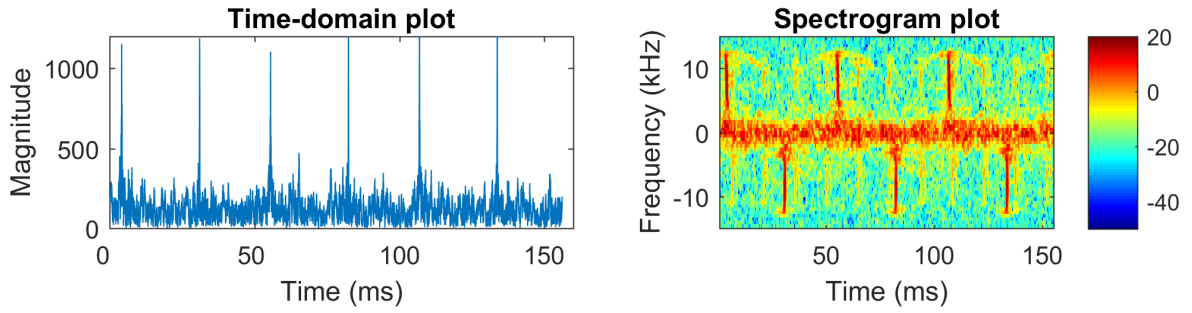 Time-domain plot
Magnitude
1000
500
0
0 50 100 150
Time (ms)
Spectrogram plot
Frequency (kHz)
10
0
-10
50 100 150
Time (ms)
20
0
-20
-40